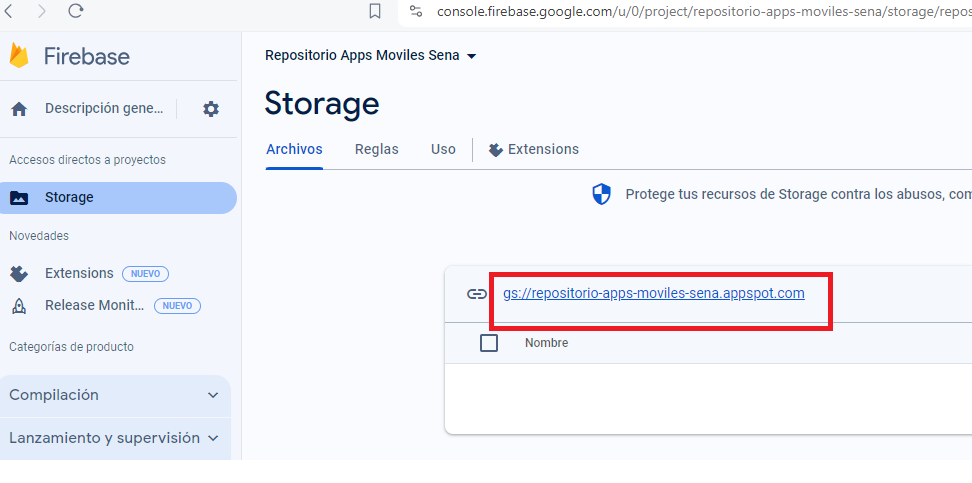 console.firebase.google.com/u/0/project/repositorio-apps-moviles-sena/storage/repos
Firebase
Repositorio Apps Moviles Sena
Descripción gene...
Storage
Accesos directos a proyectos
Archivos
Reglas
Uso
Extensions
Storage
Protege tus recursos de Storage contra los abusos, com
Novedades
Extensions
NUEVO
Release Monit...
NUEVO
gs://repositorio-apps-moviles-sena.appspot.com
Categorías de producto
Nombre
Compilación
Lanzamiento y supervisión